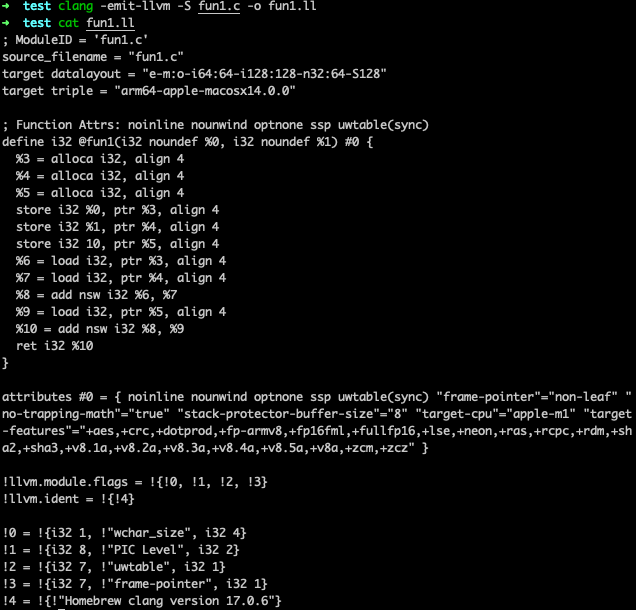 ➜  test clang -emit-llvm -S fun1.c -o fun1.ll
➜  test cat fun1.ll
; ModuleID = 'fun1.c'
source_filename = "fun1.c"
target datalayout = "e-m:o-i64:64-i128:128-n32:64-S128"
target triple = "arm64-apple-macosx14.0.0"

; Function Attrs: noinline nounwind optnone ssp uwtable(sync)
define i32 @fun1(i32 noundef %0, i32 noundef %1) #0 {
  %3 = alloca i32, align 4
  %4 = alloca i32, align 4
  %5 = alloca i32, align 4
  store i32 %0, ptr %3, align 4
  store i32 %1, ptr %4, align 4
  store i32 10, ptr %5, align 4
  %6 = load i32, ptr %3, align 4
  %7 = load i32, ptr %4, align 4
  %8 = add nsw i32 %6, %7
  %9 = load i32, ptr %5, align 4
  %10 = add nsw i32 %8, %9
  ret i32 %10
}

attributes #0 = { noinline nounwind optnone ssp uwtable(sync) "frame-pointer"="non-leaf" "
no-trapping-math"="true" "stack-protector-buffer-size"="8" "target-cpu"="apple-m1" "target
-features"="+aes,+crc,+dotprod,+fp-armv8,+fp16fml,+fullfp16,+lse,+neon,+ras,+rcpc,+rdm,+sh
a2,+sha3,+v8.1a,+v8.2a,+v8.3a,+v8.4a,+v8.5a,+v8a,+zcm,+zcz" }

!llvm.module.flags = !{!0, !1, !2, !3}
!llvm.ident = !{!4}

!0 = !{i32 1, !"wchar_size", i32 4}
!1 = !{i32 8, !"PIC Level", i32 2}
!2 = !{i32 7, !"uwtable", i32 1}
!3 = !{i32 7, !"frame-pointer", i32 1}
!4 = !{!"Homebrew clang version 17.0.6"}